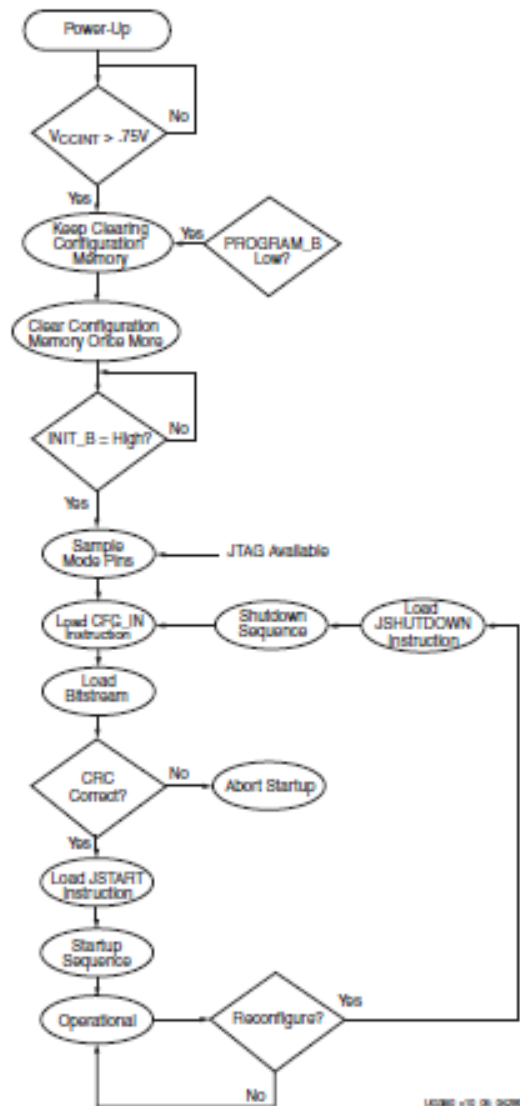 Power-Up
No
VCCINT > .75V
Yes
Keep Clearing
Configuration
Memory
Yes
PROGRAM_B
Low?
Clear Configuration
Memory Once More
No
INIT_B = High?
Yes
Sample
Mode Pins
JTAG Available
Load CFG_IN
Instruction
Shutdown
Sequence
Load
JSHUTDOWN
Instruction
Load
Bitstream
CRC
Correct?
No
Abort Startup
Yes
Load JSTART
Instruction
Startup
Sequence
Operational
Reconfigure?
Yes
No